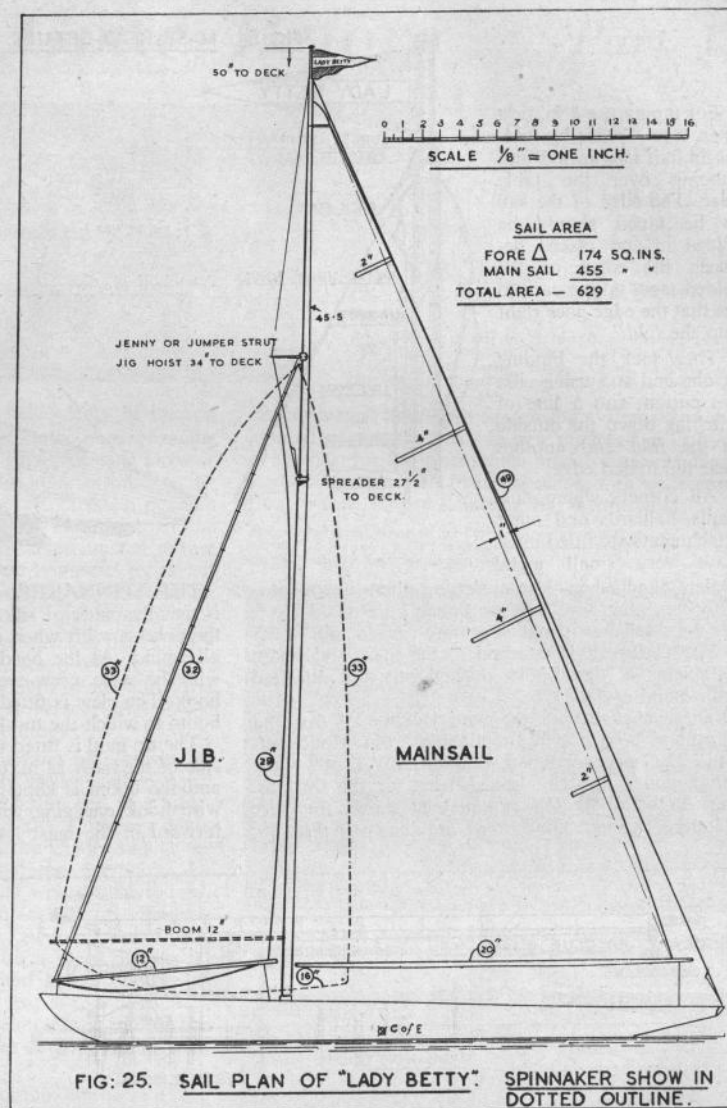 50" TO DECK
LADY BETTY
0 1 2 3 4 5 6 7 8 9 10 11 12 13 14 15 16
SCALE 1/8" = ONE INCH.
SAIL AREA
FORE Δ 174 SQ.INS.
MAIN SAIL 455 " "
TOTAL AREA — 629
2"
45·5
JENNY OR JUMPER STRUT
JIG HOIST 34" TO DECK
4"
SPREADER 27 1/2"
TO DECK.
1"
4"
33"
32"
33"
29"
JIB.
MAINSAIL
2"
BOOM 12"
12"
20"
16"
C of E
FIG: 25. SAIL PLAN OF "LADY BETTY". SPINNAKER SHOW IN
DOTTED OUTLINE.